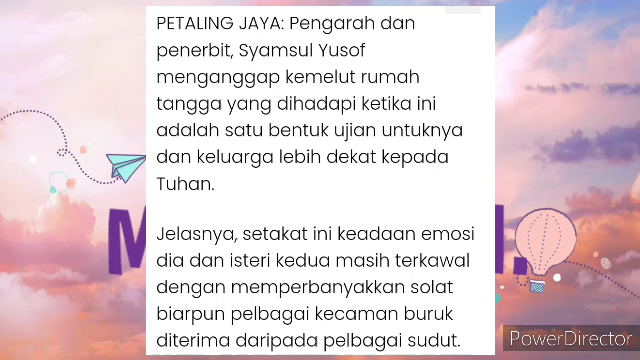 PETALING JAYA: Pengarah dan
penerbit, Syamsul Yusof
menganggap kemelut rumah
tangga yang dihadapi ketika ini
adalah satu bentuk ujian untuknya
dan keluarga lebih dekat kepada
Tuhan.
Jelasnya, setakat ini keadaan emosi
dia dan isteri kedua masih terkawal
dengan memperbanyakkan solat
biarpun pelbagai kecaman buruk
diterima daripada pelbagai sudut.
PowerDirector